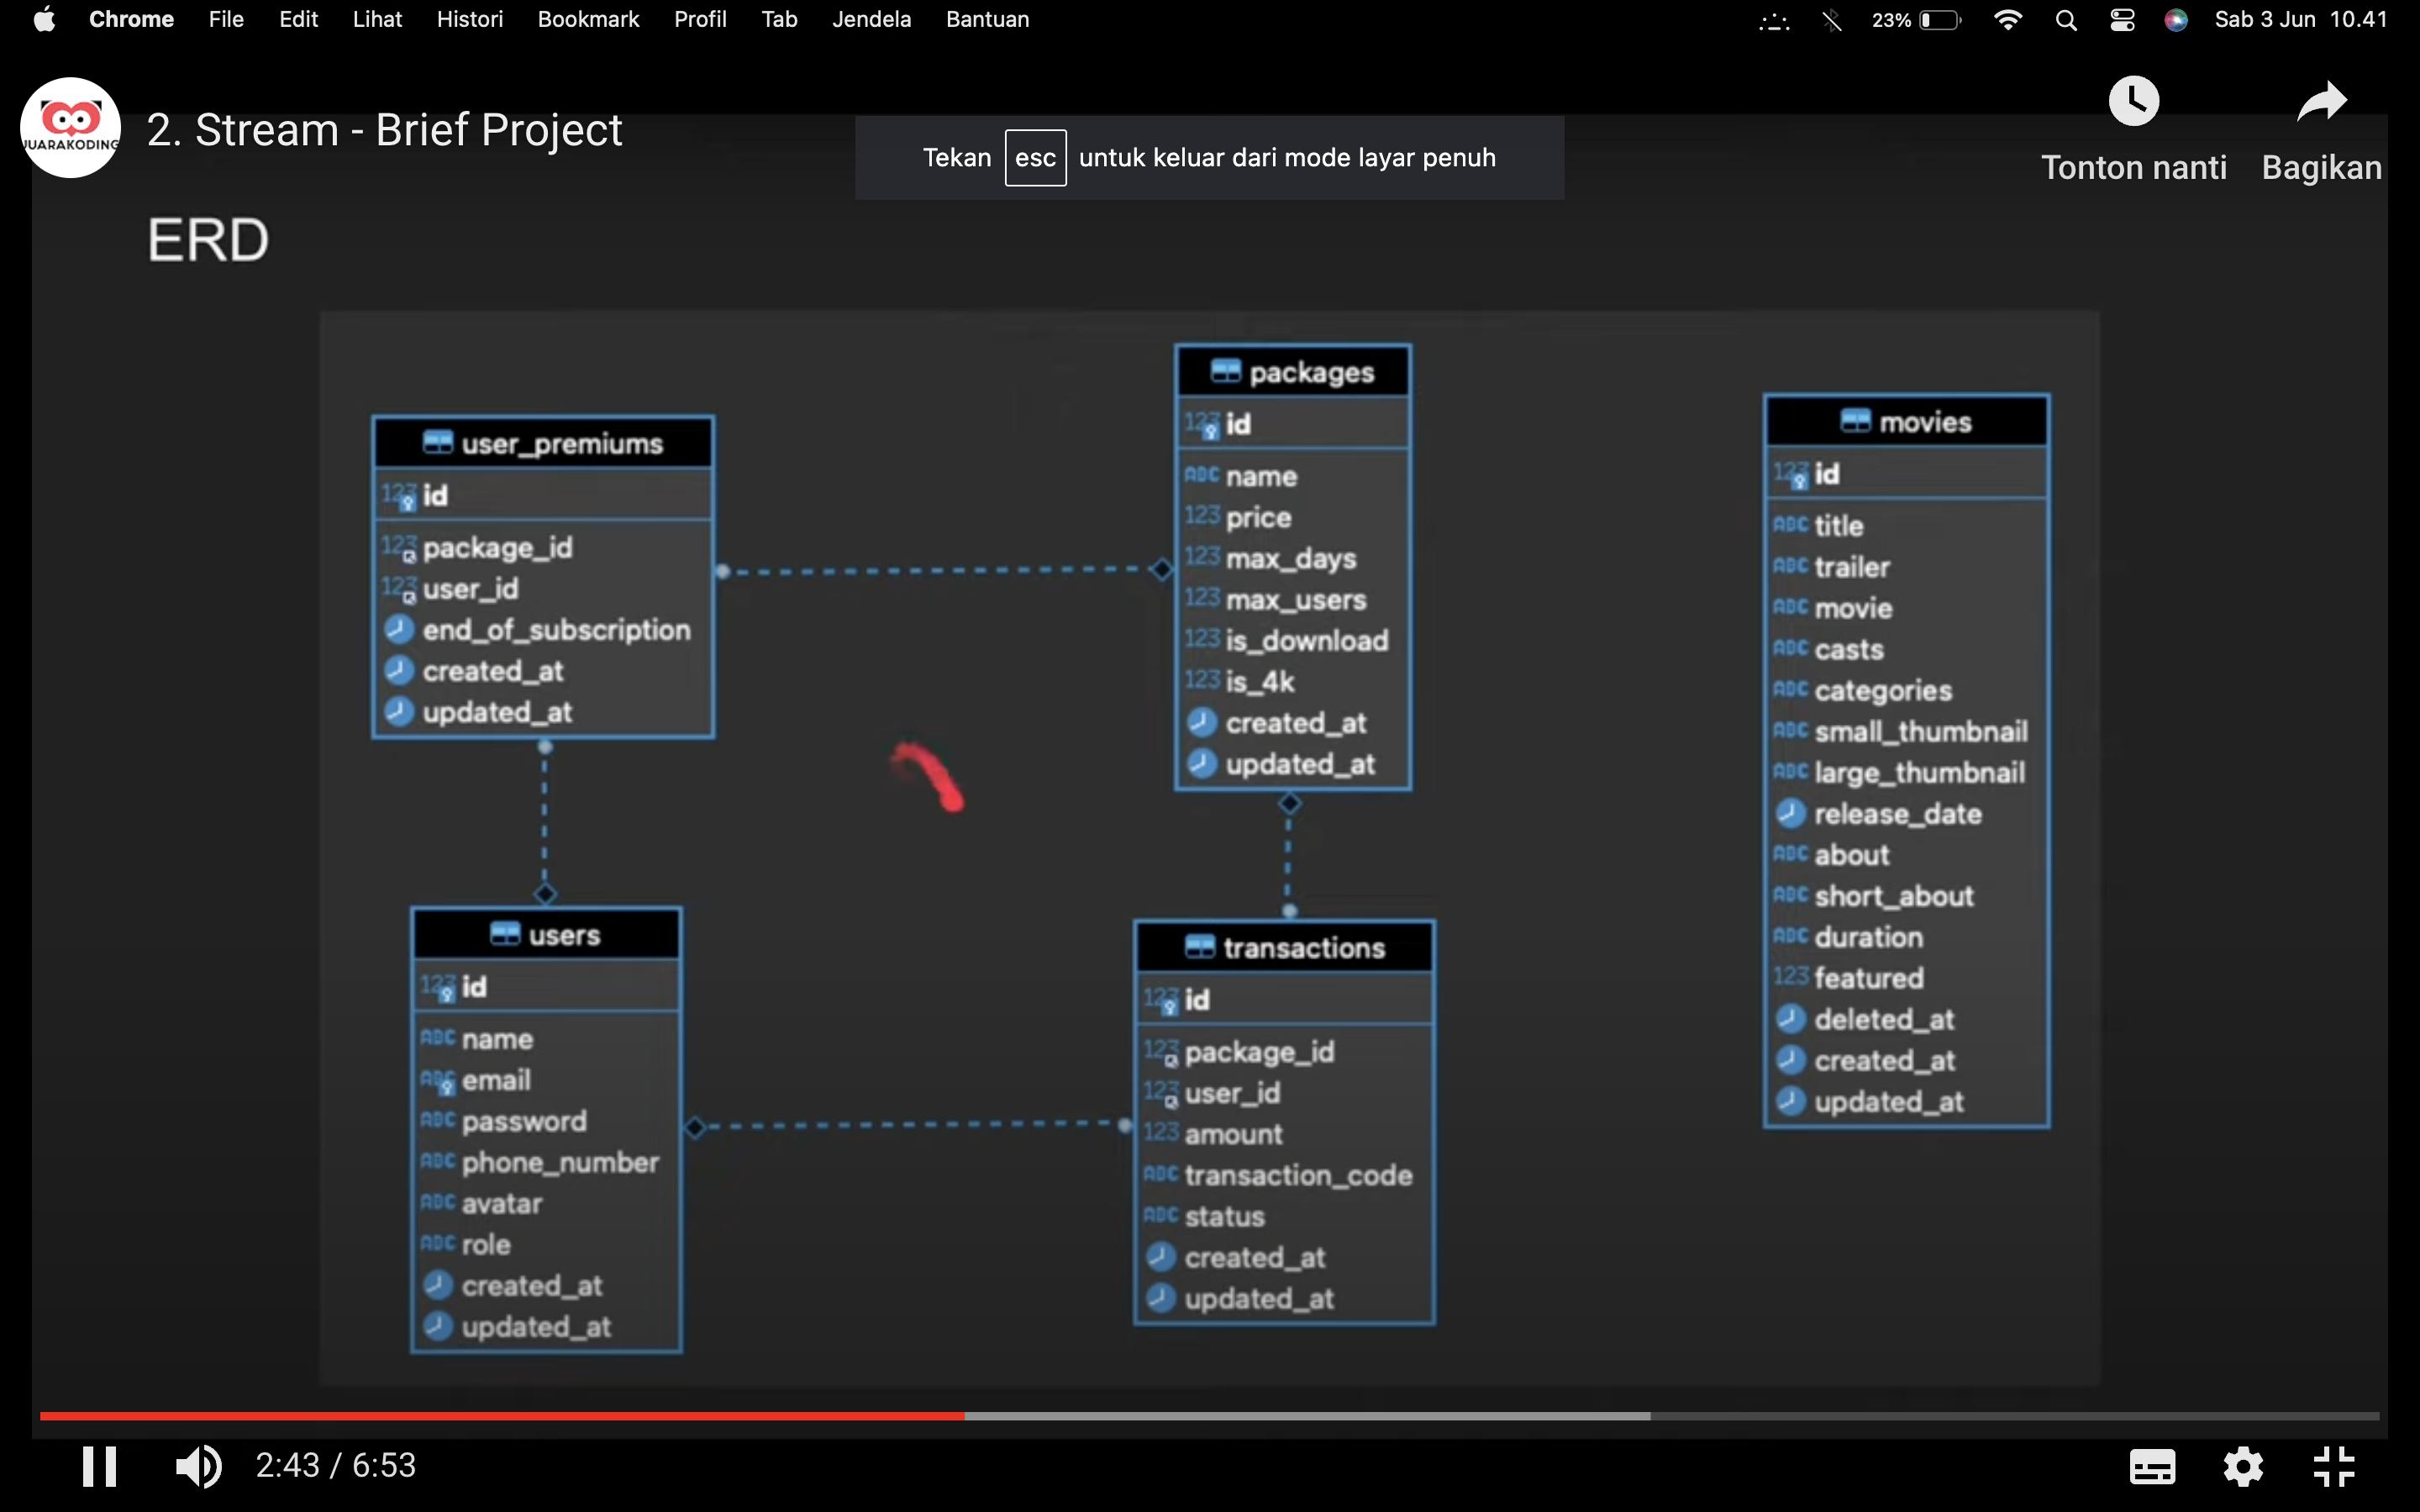 Chrome File Edit Lihat Histori Bookmark Profil Tab Jendela Bantuan 23% Sab 3 Jun 10.41
JUARAKODING
2. Stream - Brief Project
Tekan esc untuk keluar dari mode layar penuh
Tonton nanti Bagikan
ERD
user_premiums
123 id
123 package_id
123 user_id
end_of_subscription
created_at
updated_at
packages
123 id
ABC name
123 price
123 max_days
123 max_users
123 is_download
123 is_4k
created_at
updated_at
movies
123 id
ABC title
ABC trailer
ABC movie
ABC casts
ABC categories
ABC small_thumbnail
ABC large_thumbnail
release_date
ABC about
ABC short_about
ABC duration
123 featured
deleted_at
created_at
updated_at
users
123 id
ABC name
ABC email
ABC password
ABC phone_number
ABC avatar
ABC role
created_at
updated_at
transactions
123 id
123 package_id
123 user_id
123 amount
ABC transaction_code
ABC status
created_at
updated_at
2:43 / 6:53